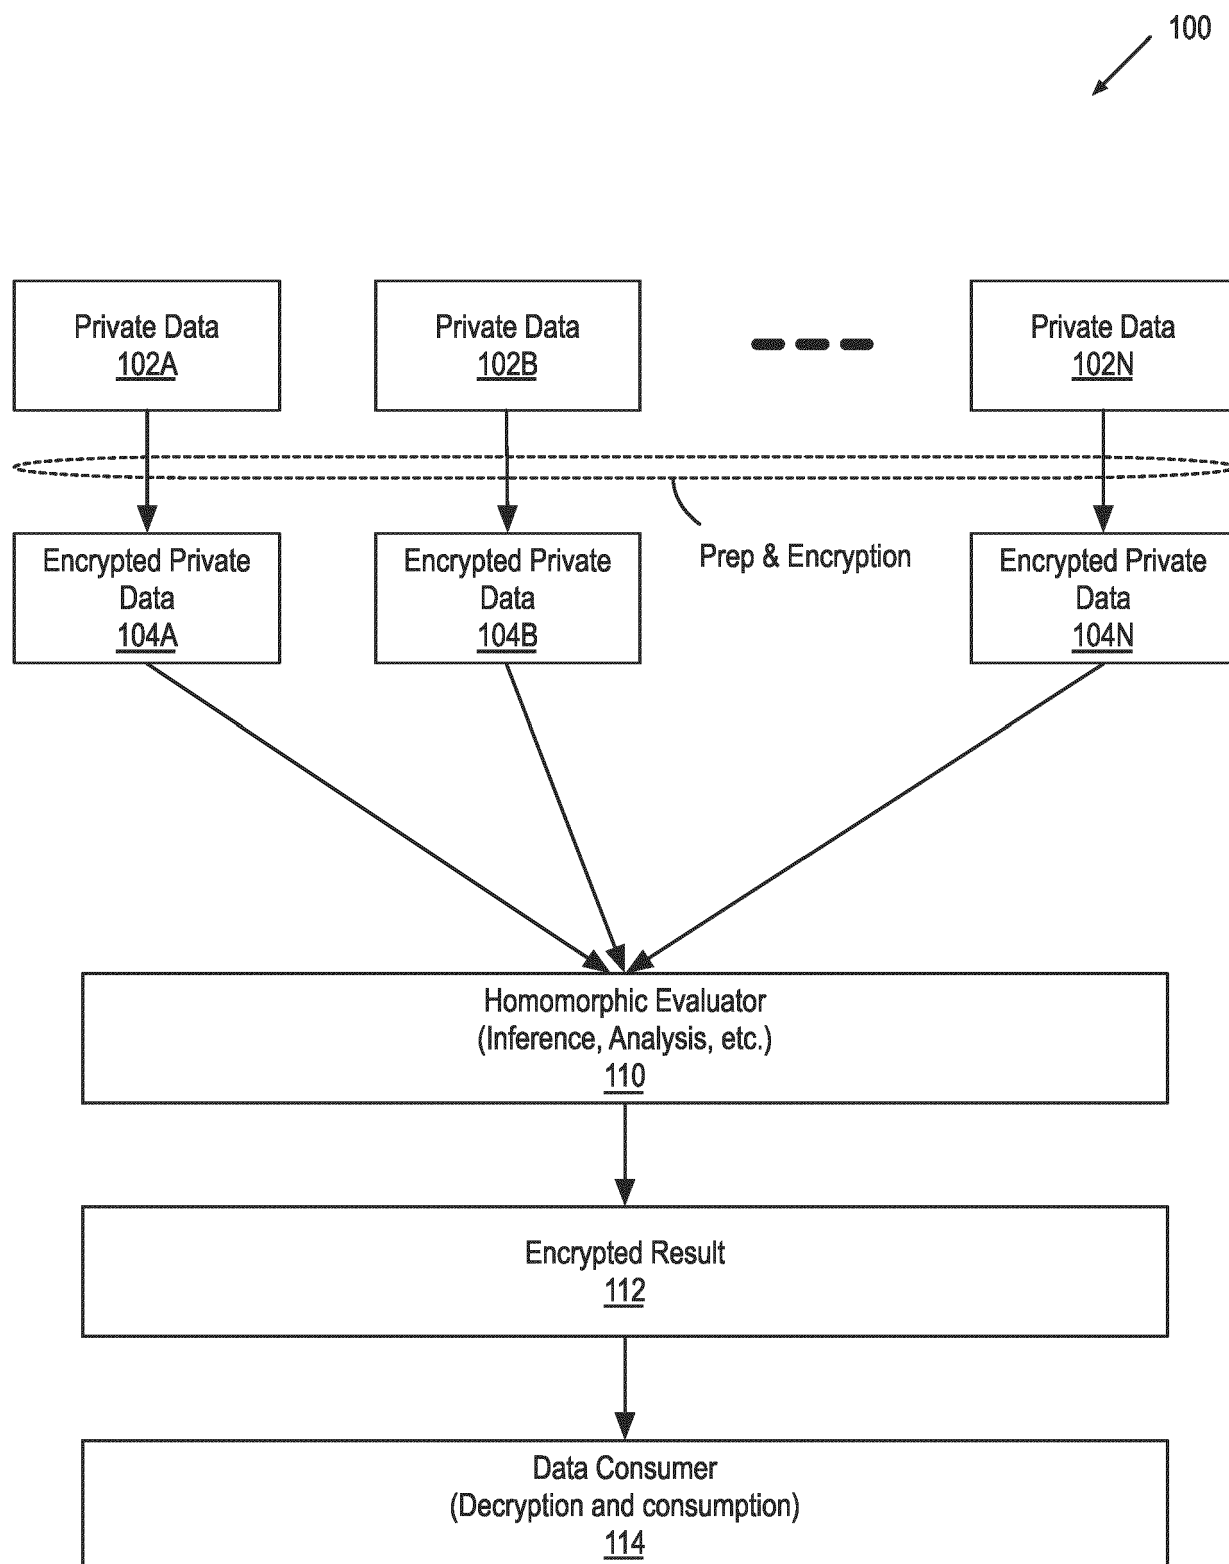 100
Private Data
102A
Private Data
102B
Private Data
102N
Prep & Encryption
Encrypted Private
Data
104A
Encrypted Private
Data
104B
Encrypted Private
Data
104N
Homomorphic Evaluator
(Inference, Analysis, etc.)
110
Encrypted Result
112
Data Consumer
(Decryption and consumption)
114